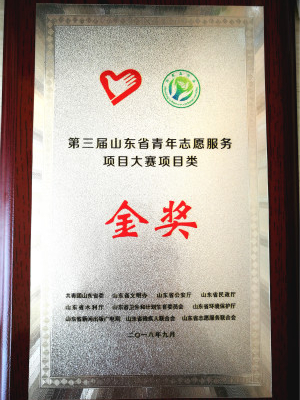 第三届山东省青年志愿服务
项目大赛项目类
金奖
共青团山东省委 山东省文明办 山东省公安厅 山东省民政厅
山东省水利厅 山东省卫生和计划生育委员会 山东省环境保护厅
山东省新闻出版广电局 山东省残疾人联合会 山东省志愿服务联合会
二〇一八年九月